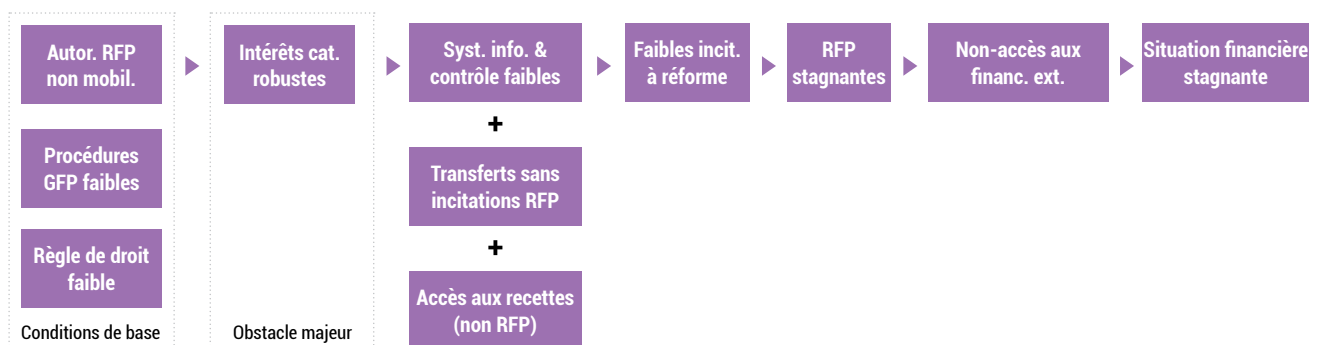 Autor. RFP
non mobil.
Procédures
GFP faibles
Règle de droit
faible
Conditions de base
Intérêts cat.
robustes
Obstacle majeur
Syst. info. &
contrôle faibles
+
Transferts sans
incitations RFP
+
Accès aux recettes
(non RFP)
Faibles incit.
à réforme
RFP
stagnantes
Non-accès aux
financ. ext.
Situation financière
stagnante